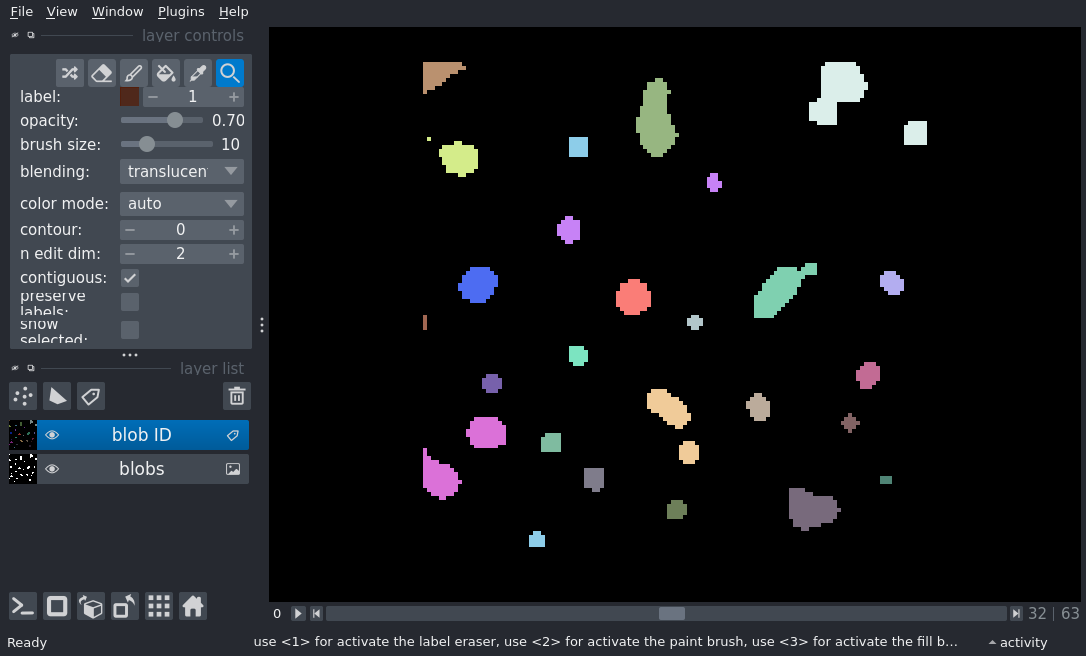 File View Window Plugins Help
layer controls
label: 1
opacity: 0.70
brush size: 10
blending: translucen
color mode: auto
contour: 0
n edit dim: 2
contiguous:
preserve
labels:
show
selected:
layer list
blob ID
blobs
0 32 | 63
Ready use <1> for activate the label eraser, use <2> for activate the paint brush, use <3> for activate the fill b... activity